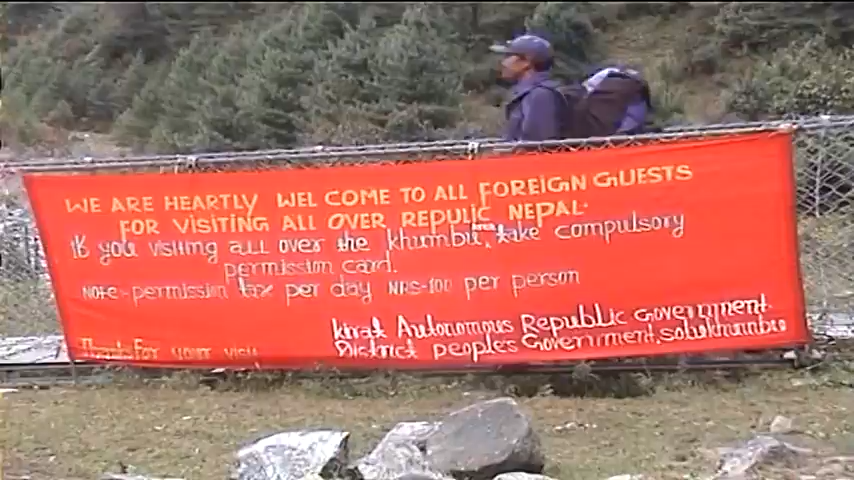 WE ARE HEARTLY WEL COME TO ALL FOREIGN GUESTS
FOR VISITING ALL OVER REPULIC NEPAL.
If you visiting all over the khumbu area, take compulsory
permission card.
NOTE:-permission tax per day NRS-100 per person
kirat Autonomous Republic Government
District peoples Government, solukhumbu
Thanks For your visit